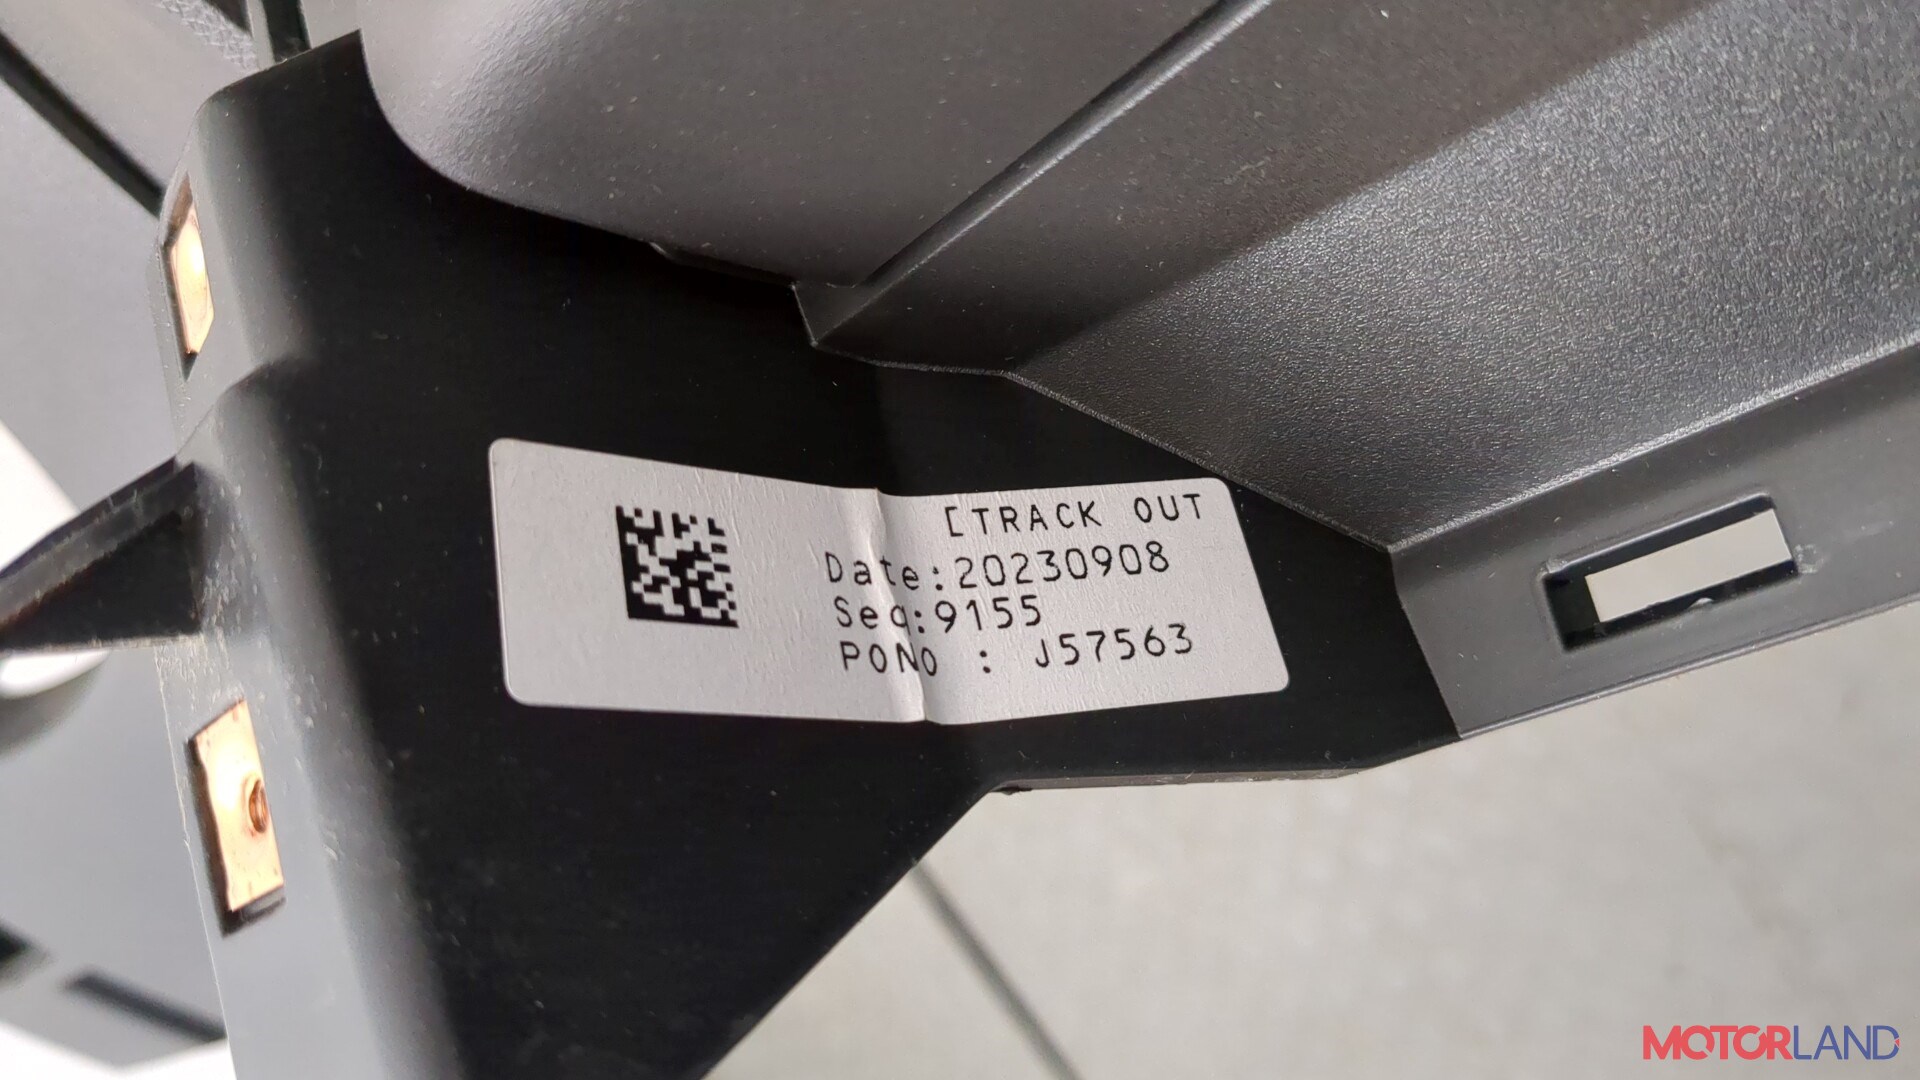 [TRACK OUT
Date:20230908
Seq:9155
PONO : J57563
MOTORLAND